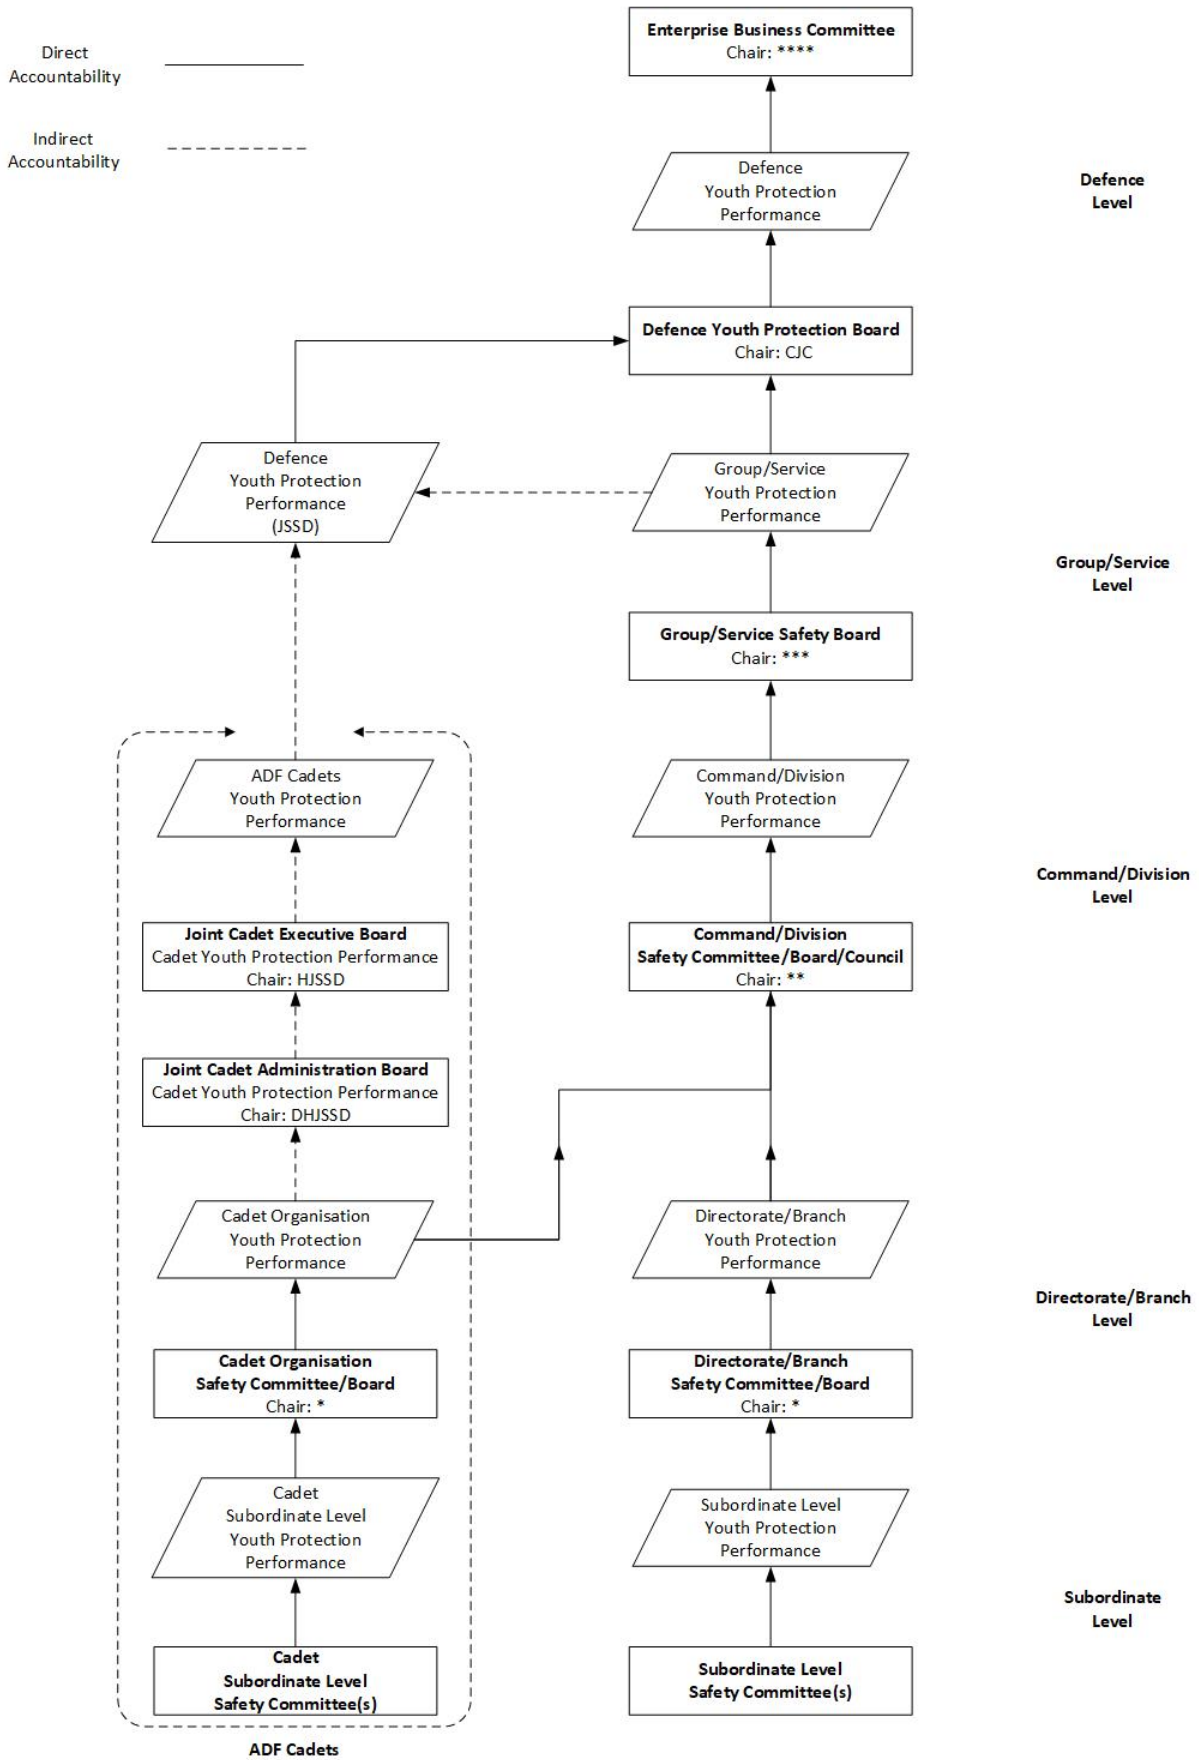 Direct
Accountability
Indirect
Accountability
Enterprise Business Committee
Chair: ****
Defence
Youth Protection
Performance
Defence
Level
Defence Youth Protection Board
Chair: CJC
Defence
Youth Protection
Performance
(JSSD)
Group/Service
Youth Protection
Performance
Group/Service
Level
Group/Service Safety Board
Chair: ***
ADF Cadets
Youth Protection
Performance
Command/Division
Youth Protection
Performance
Command/Division
Level
Joint Cadet Executive Board
Cadet Youth Protection Performance
Chair: HJSSD
Command/Division
Safety Committee/Board/Council
Chair: **
Joint Cadet Administration Board
Cadet Youth Protection Performance
Chair: DHJSSD
Cadet Organisation
Youth Protection
Performance
Directorate/Branch
Youth Protection
Performance
Directorate/Branch
Level
Cadet Organisation
Safety Committee/Board
Chair: *
Directorate/Branch
Safety Committee/Board
Chair: *
Cadet
Subordinate Level
Youth Protection
Performance
Subordinate Level
Youth Protection
Performance
Subordinate
Level
Cadet
Subordinate Level
Safety Committee(s)
Subordinate Level
Safety Committee(s)
ADF Cadets